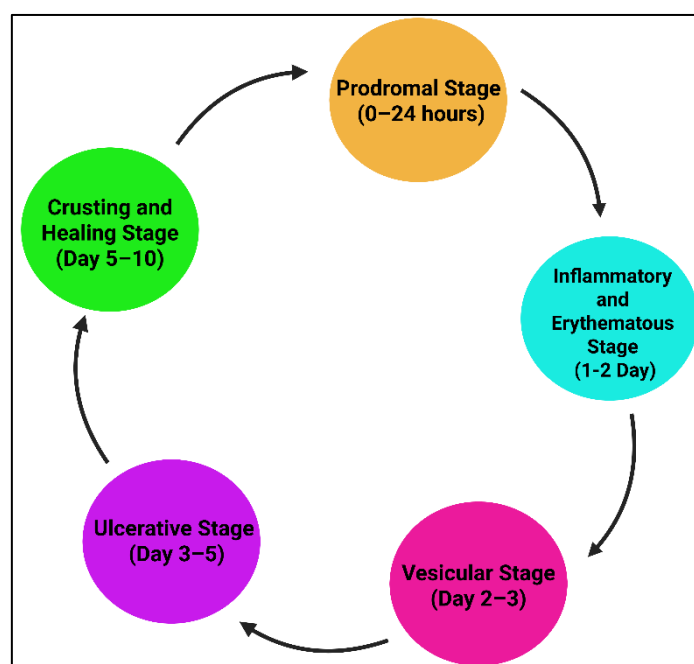 Prodromal Stage
(0–24 hours)
Inflammatory
and
Erythematous
Stage
(1-2 Day)
Vesicular Stage
(Day 2–3)
Ulcerative Stage
(Day 3–5)
Crusting and
Healing Stage
(Day 5–10)